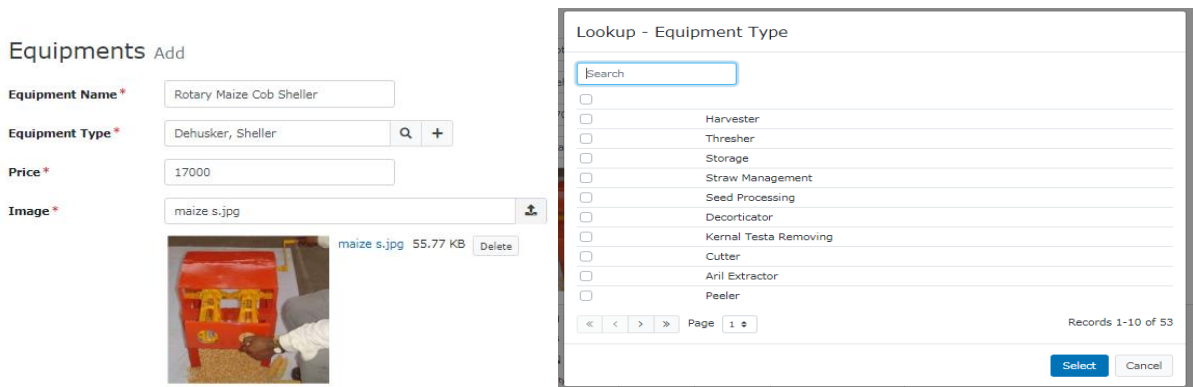 Equipments Add
Equipment Name*
Rotary Maize Cob Sheller
Equipment Type*
Dehusker, Sheller
Price*
17000
Image*
maize s.jpg
maize s.jpg 55.77 KB Delete
Lookup - Equipment Type
Search
Harvester
Thresher
Storage
Straw Management
Seed Processing
Decorticator
Kernal Testa Removing
Cutter
Aril Extractor
Peeler
« < > » Page 1 Records 1-10 of 53
Select Cancel